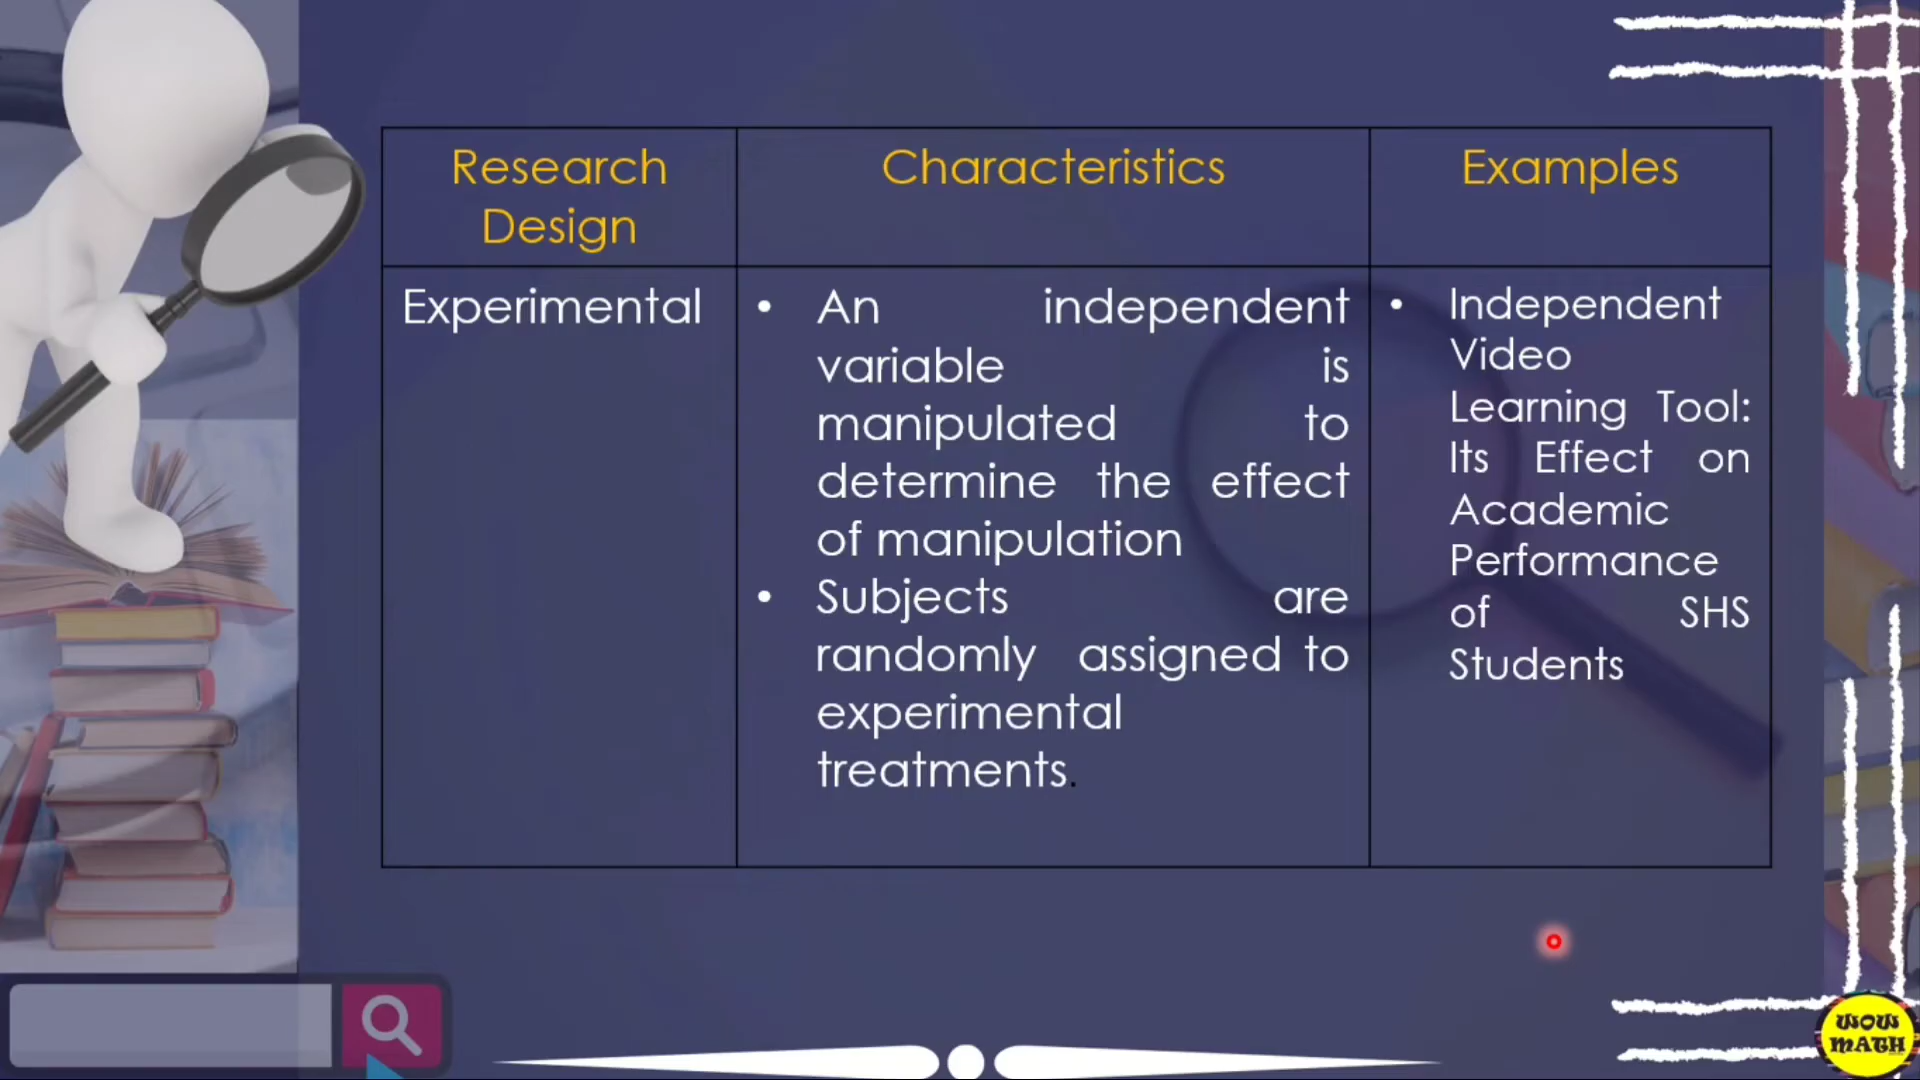 Research
Design
Characteristics
Examples
Experimental
• An independent
variable is
manipulated to
determine the effect
of manipulation
• Subjects are
randomly assigned to
experimental
treatments.
• Independent
Video
Learning Tool:
Its Effect on
Academic
Performance
of SHS
Students
WOW
MATH